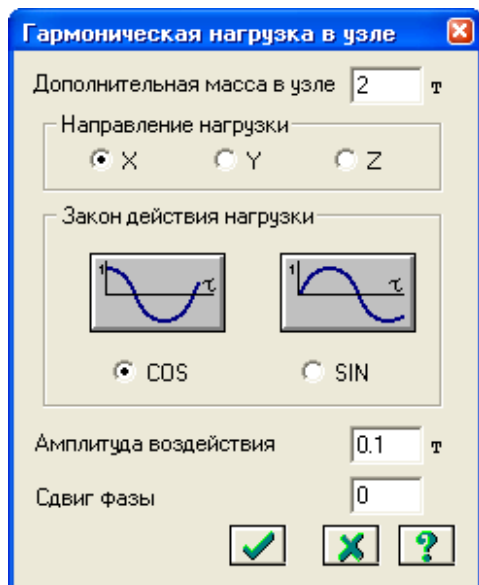 Гармоническая нагрузка в узле
Дополнительная масса в узле 2 т
Направление нагрузки
X Y Z
Закон действия нагрузки
1 τ 1 τ
COS SIN
Амплитуда воздействия 0.1 т
Сдвиг фазы 0
?